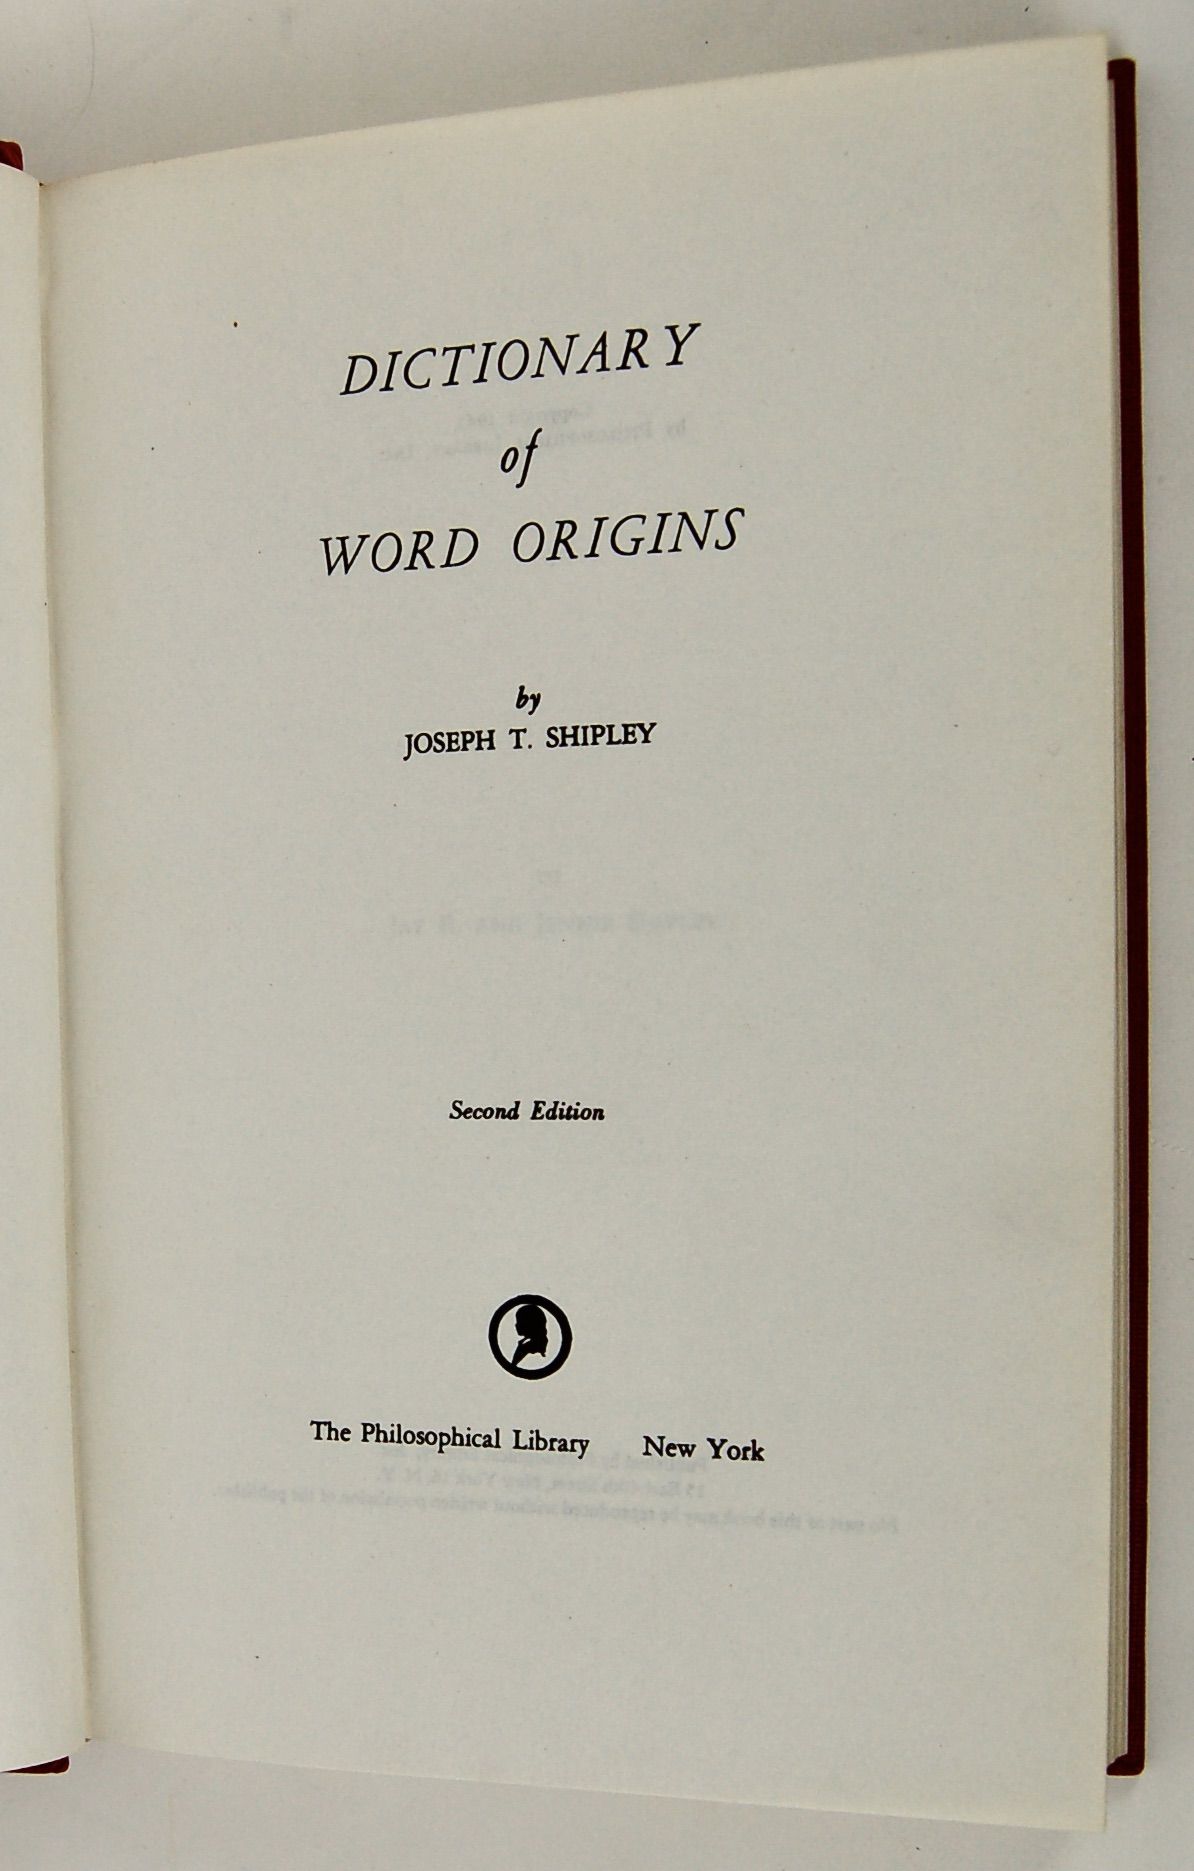 DICTIONARY
of
WORD ORIGINS
by
JOSEPH T. SHIPLEY
Second Edition
The Philosophical Library New York